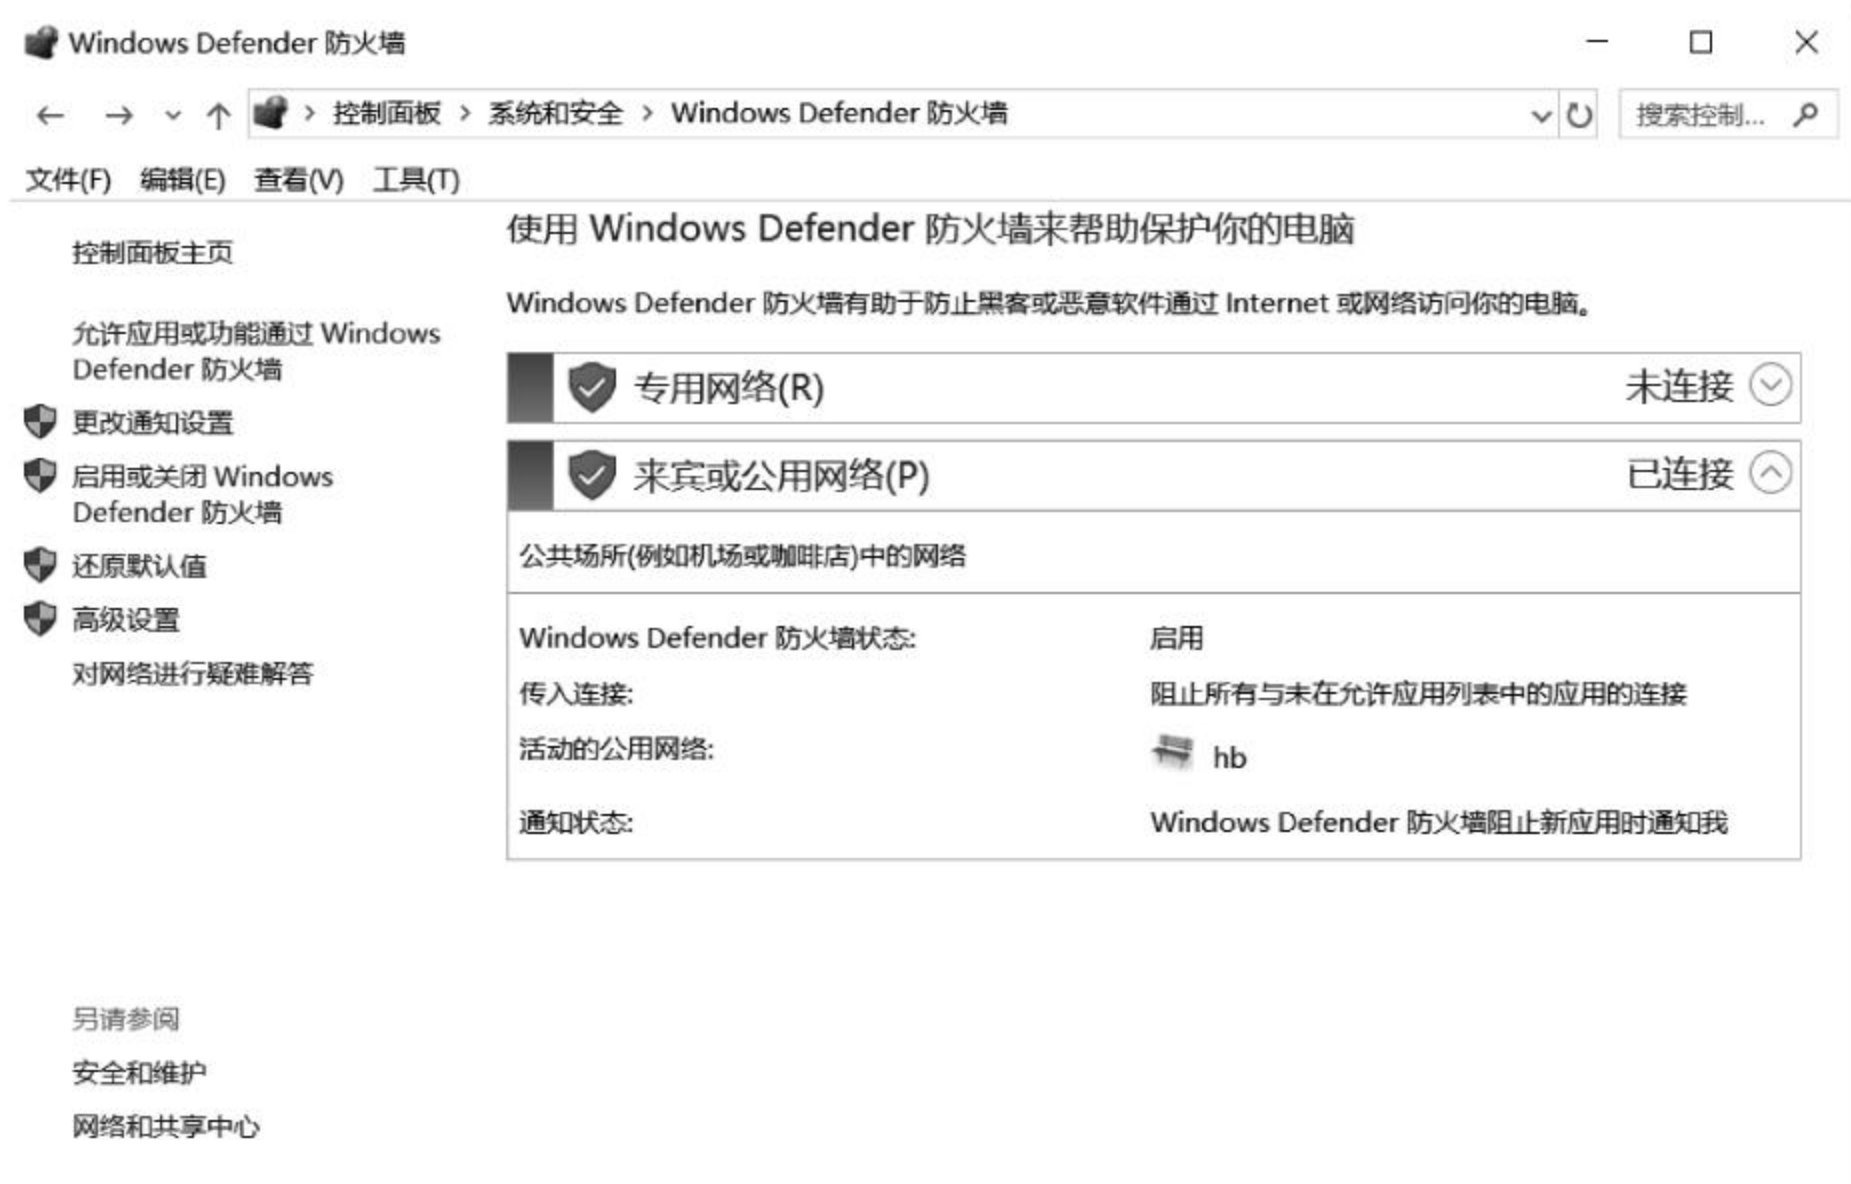 Windows Defender 防火墙
控制面板 > 系统和安全 > Windows Defender 防火墙
搜索控制...
文件(F) 编辑(E) 查看(V) 工具(T)
控制面板主页
允许应用或功能通过 Windows
Defender 防火墙
更改通知设置
启用或关闭 Windows
Defender 防火墙
还原默认值
高级设置
对网络进行疑难解答
另请参阅
安全和维护
网络和共享中心
使用 Windows Defender 防火墙来帮助保护你的电脑
Windows Defender 防火墙有助于防止黑客或恶意软件通过 Internet 或网络访问你的电脑。
专用网络(R) 未连接
来宾或公用网络(P) 已连接
公共场所(例如机场或咖啡店)中的网络
Windows Defender 防火墙状态: 启用
传入连接: 阻止所有与未在允许应用列表中的应用的连接
活动的公用网络: hb
通知状态: Windows Defender 防火墙阻止新应用时通知我